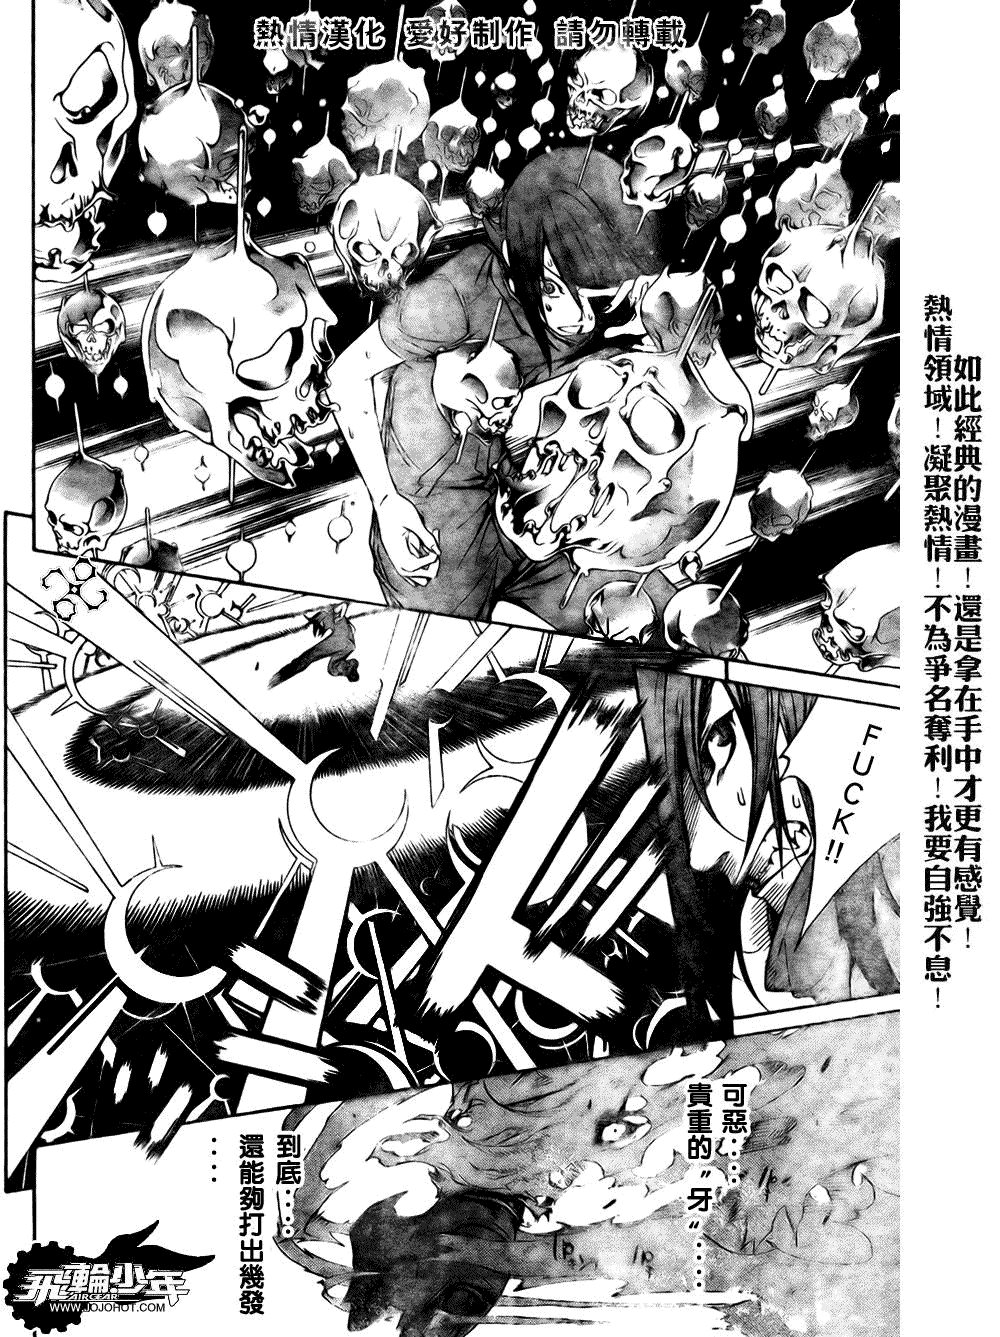 熱情漢化 愛好制作 請勿轉載
如此經典的漫畫！還是拿在手中才更有感覺！
熱情領域！凝聚熱情！不為爭名奪利！我要自強不息！
FUCK!!
可惡‥‥
貴重的〝牙〞‥‥
到底‥‥
還能夠打出幾發
‥‥
飛輪少年
AIRGEAR
WWW.JOJOHOT.COM